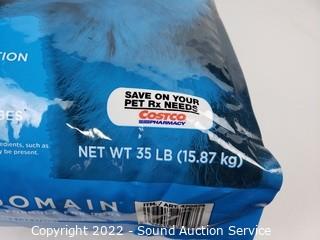 TION
SAVE ON YOUR
PET Rx NEEDS
COSTCO
PHARMACY
BES
edients, such as
y be present.
NET WT 35 LB (15.87 kg)
DOMAIN
Copyright 2022 - Sound Auction Service